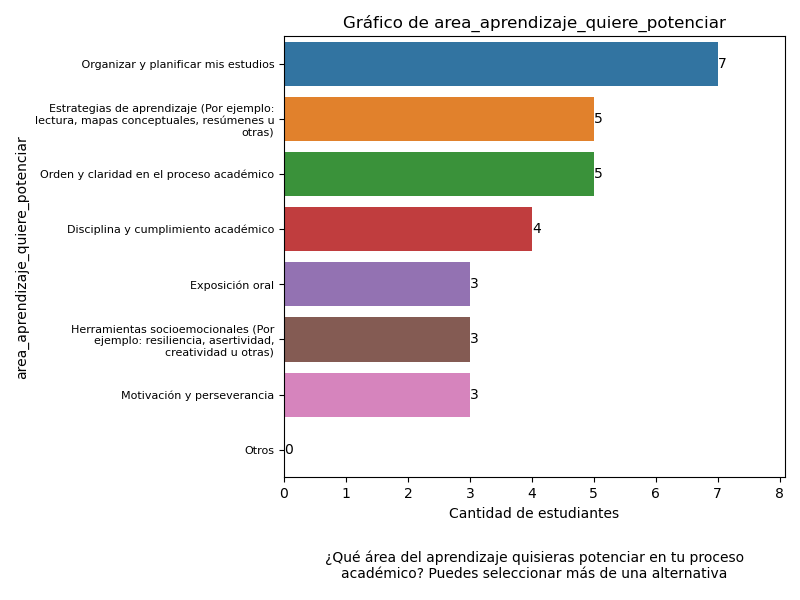 Gráfico de area_aprendizaje_quiere_potenciar
area_aprendizaje_quiere_potenciar
Organizar y planificar mis estudios
7
Estrategias de aprendizaje (Por ejemplo:
lectura, mapas conceptuales, resúmenes u
otras)
5
Orden y claridad en el proceso académico
5
Disciplina y cumplimiento académico
4
Exposición oral
3
Herramientas socioemocionales (Por
ejemplo: resiliencia, asertividad,
creatividad u otras)
3
Motivación y perseverancia
3
Otros
0
0 1 2 3 4 5 6 7 8
Cantidad de estudiantes
¿Qué área del aprendizaje quisieras potenciar en tu proceso
académico? Puedes seleccionar más de una alternativa